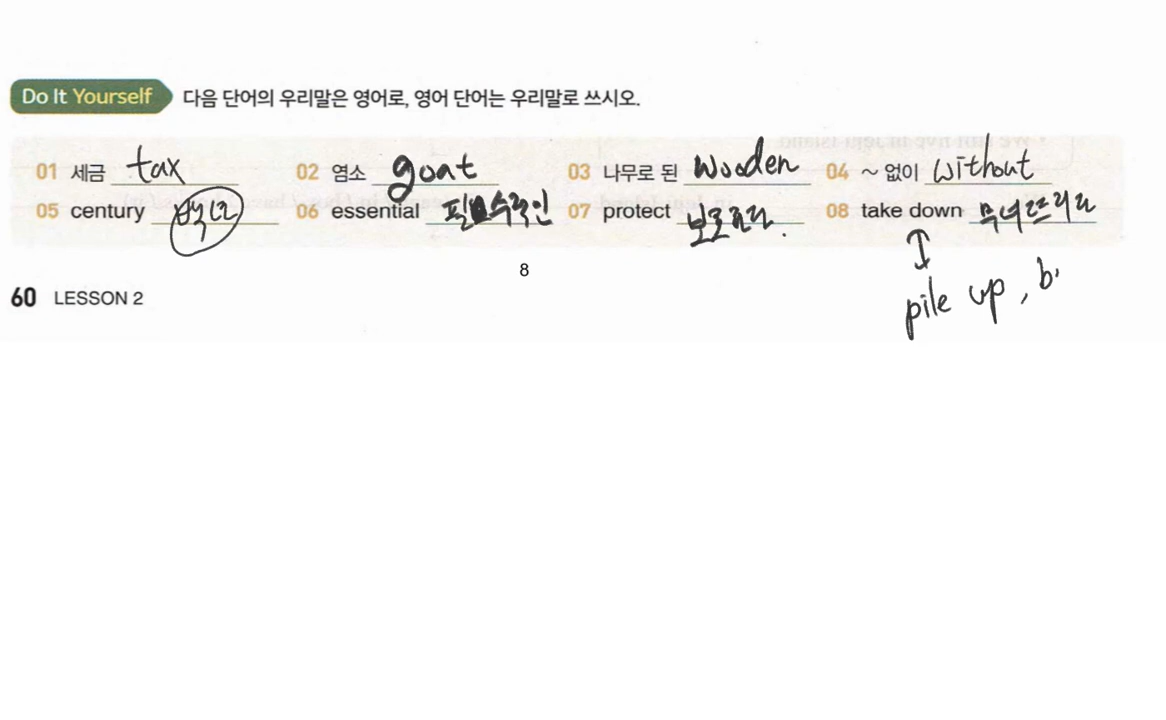 Do It Yourself 다음 단어의 우리말은 영어로, 영어 단어는 우리말로 쓰시오.
01 세금 tax 02 염소 goat 03 나무로 된 wooden 04 ~ 없이 without
05 century 06 essential 필수적인 07 protect 보호하다. 08 take down 무너뜨리다
↕
pile up, b
8
60 LESSON 2